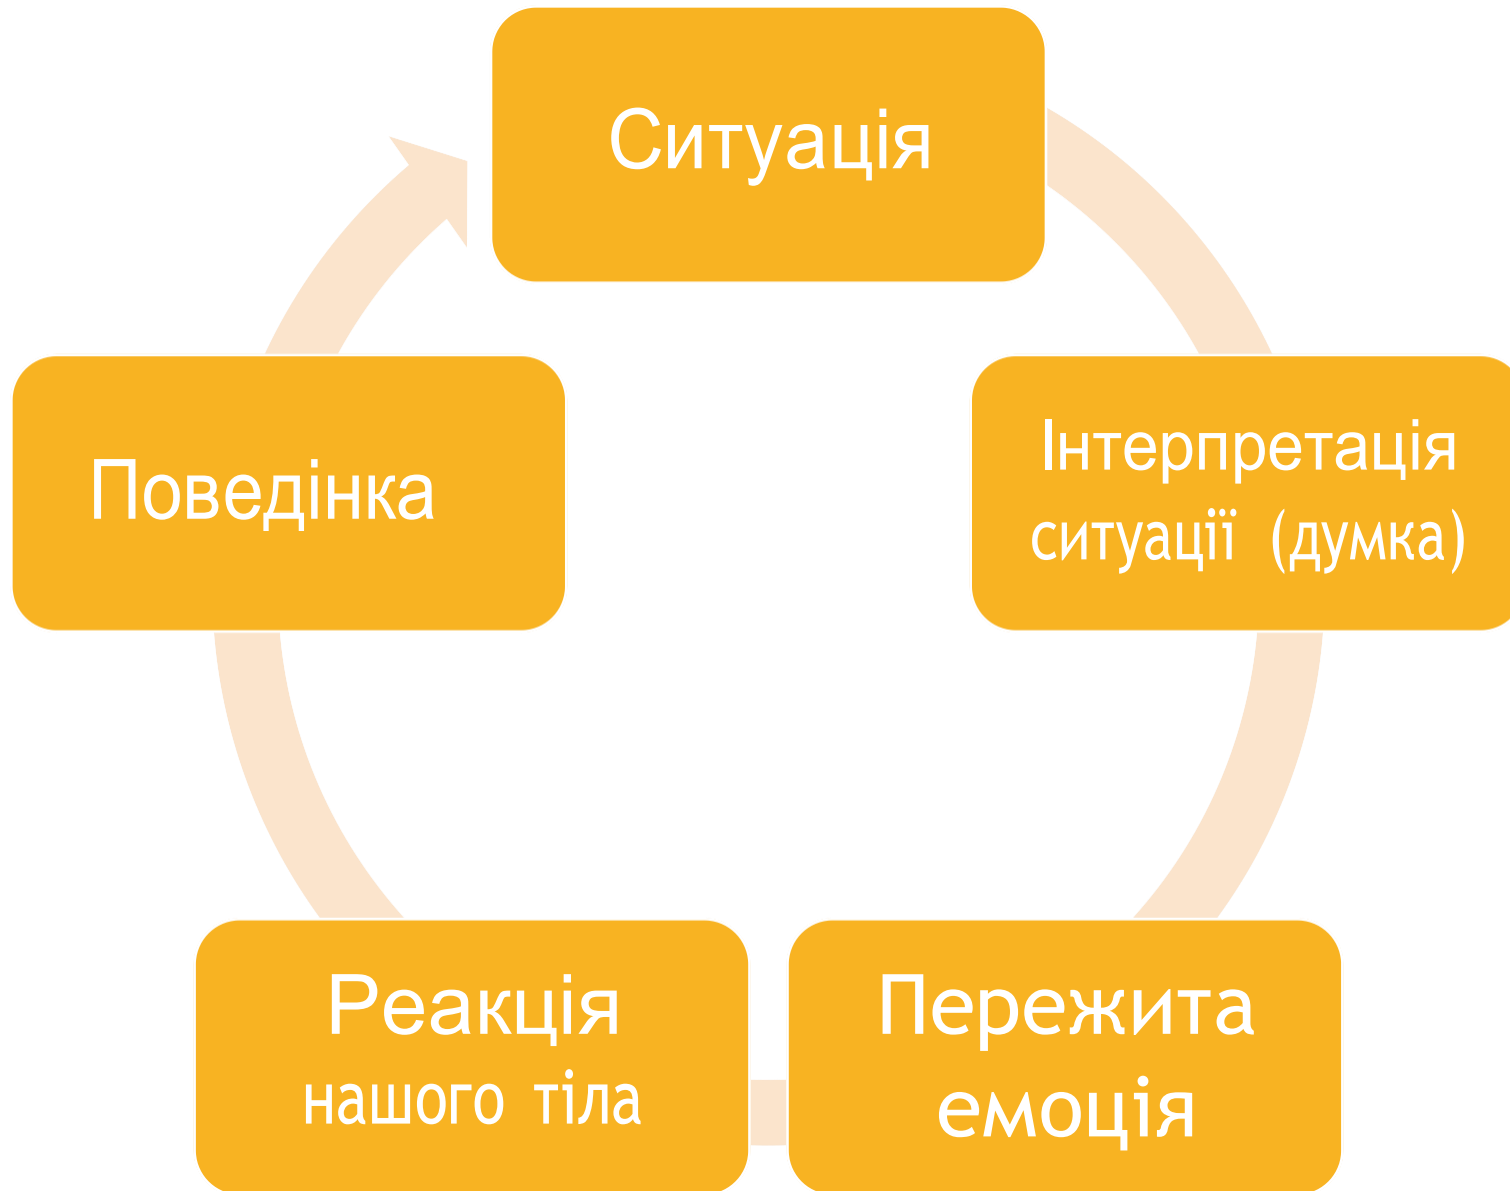 Ситуація
Інтерпретація
ситуації (думка)
Пережита
емоція
Реакція
нашого тіла
Поведінка